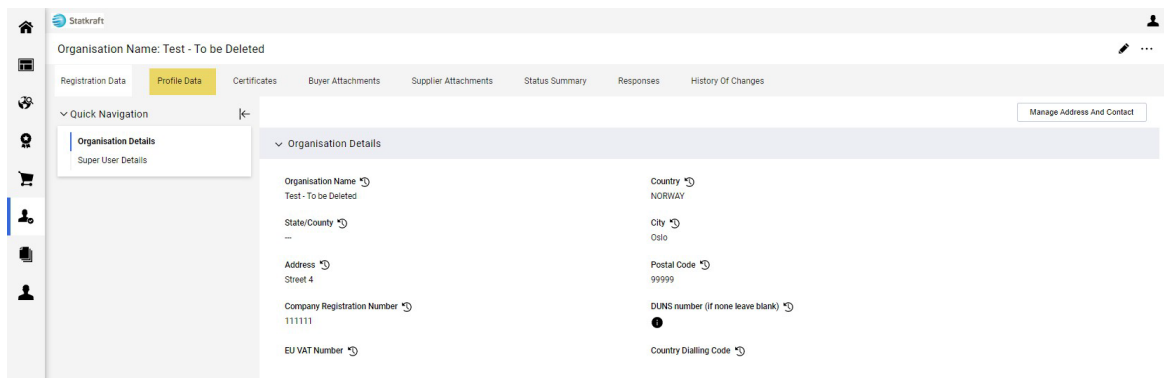 Statkraft
Organisation Name: Test - To be Deleted
Registration Data Profile Data Certificates Buyer Attachments Supplier Attachments Status Summary Responses History Of Changes
Quick Navigation
Manage Address And Contact
Organisation Details
Super User Details
Organisation Details
Organisation Name Country
Test - To be Deleted NORWAY
State/County City
--- Oslo
Address Postal Code
Street 4 99999
Company Registration Number DUNS number (if none leave blank)
111111
EU VAT Number Country Dialling Code